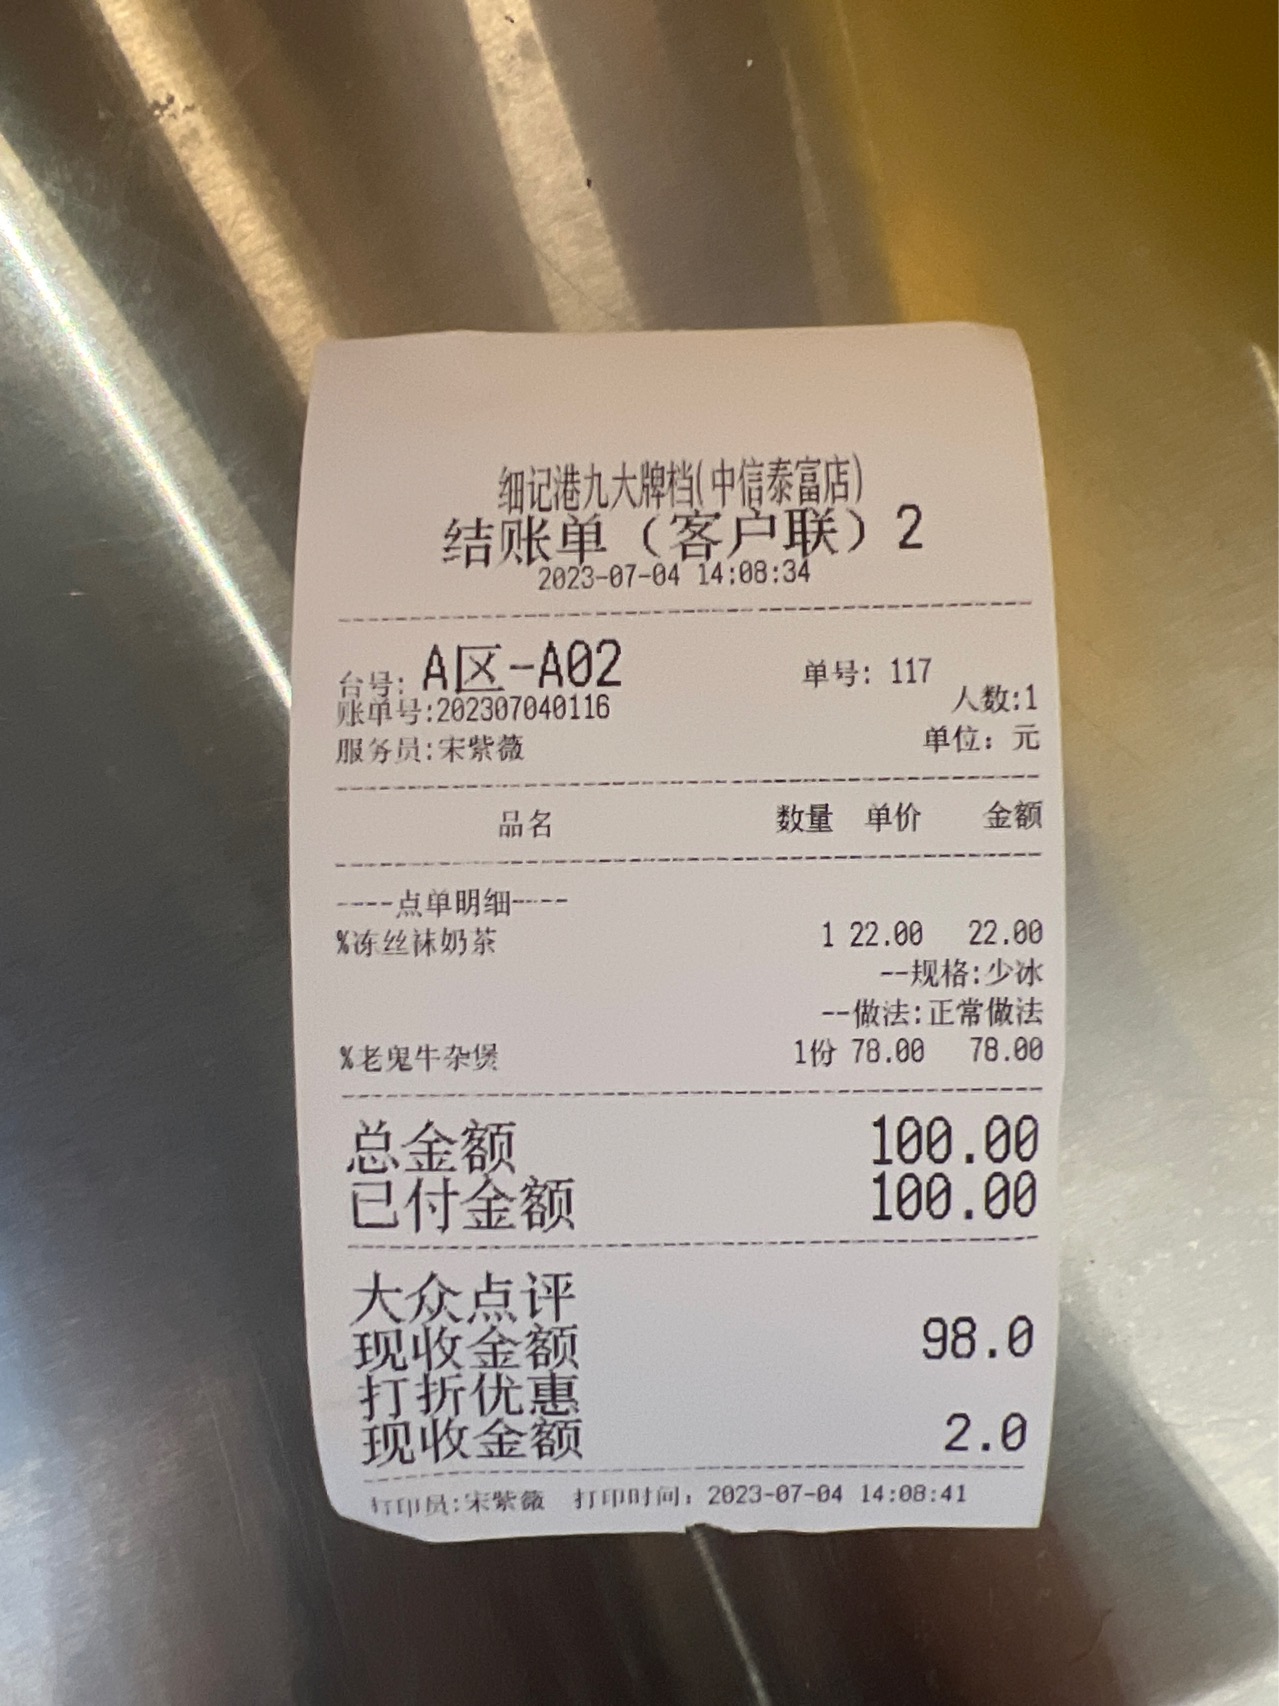 细记港九大牌档(中信泰富店)
结账单（客户联）2
2023-07-04 14:08:34
台号: A区-A02 单号: 117
人数:1
账单号:202307040116
服务员:宋紫薇 单位：元
品名 数量 单价 金额
----点单明细----
%冻丝袜奶茶 1 22.00 22.00
--规格:少冰
--做法:正常做法
%老鬼牛杂煲 1份 78.00 78.00
总金额 100.00
已付金额 100.00
大众点评
现收金额 98.0
打折优惠
现收金额 2.0
打印员:宋紫薇 打印时间：2023-07-04 14:08:41